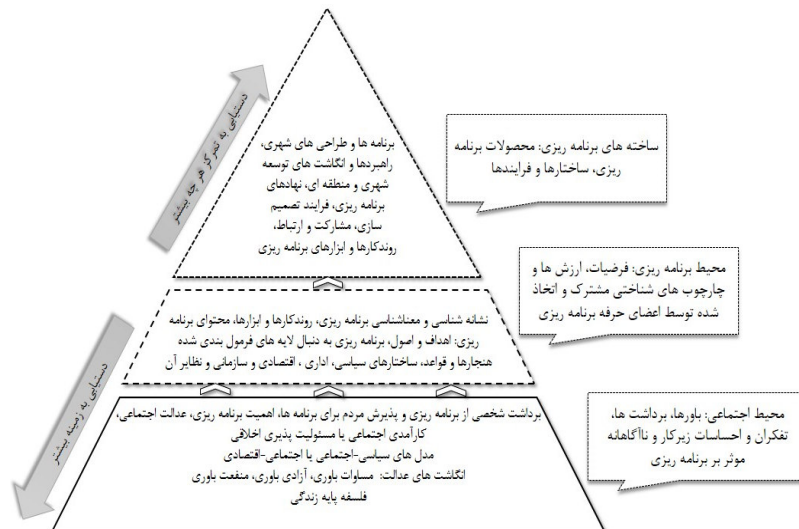 دستیابی به تمرکز هر چه بیشتر
برنامه ها و طراحی های شهری،
راهبردها و انگاشت های توسعه
شهری و منطقه ای، نهادهای
برنامه ریزی، فرایند تصمیم
سازی، مشارکت و ارتباط،
روندکارها و ابزارهای برنامه ریزی
ساخته های برنامه ریزی: محصولات برنامه
ریزی، ساختارها و فرایندها
نشانه شناسی و معناشناسی برنامه ریزی، روندکارها و ابزارها، محتوای برنامه
ریزی: اهداف و اصول، برنامه ریزی به دنبال لایه های فرمول بندی شده
هنجارها و قواعد، ساختارهای سیاسی، اداری ، اقتصادی و سازمانی و نظایر آن
محیط برنامه ریزی: فرضیات، ارزش ها و
چارچوب های شناختی مشترک و اتخاذ
شده توسط اعضای حرفه برنامه ریزی
دستیابی به زمینه بیشتر
برداشت شخصی از برنامه ریزی و پذیرش مردم برای برنامه ها، اهمیت برنامه ریزی، عدالت اجتماعی،
کارآمدی اجتماعی یا مسئولیت پذیری اخلاقی
مدل های سیاسی-اجتماعی یا اجتماعی-اقتصادی
انگاشت های عدالت: مساوات باوری، آزادی باوری، منفعت باوری
فلسفه پایه زندگی
محیط اجتماعی: باورها، برداشت ها،
تفکران و احساسات زیرکار و ناآگاهانه
موثر بر برنامه ریزی